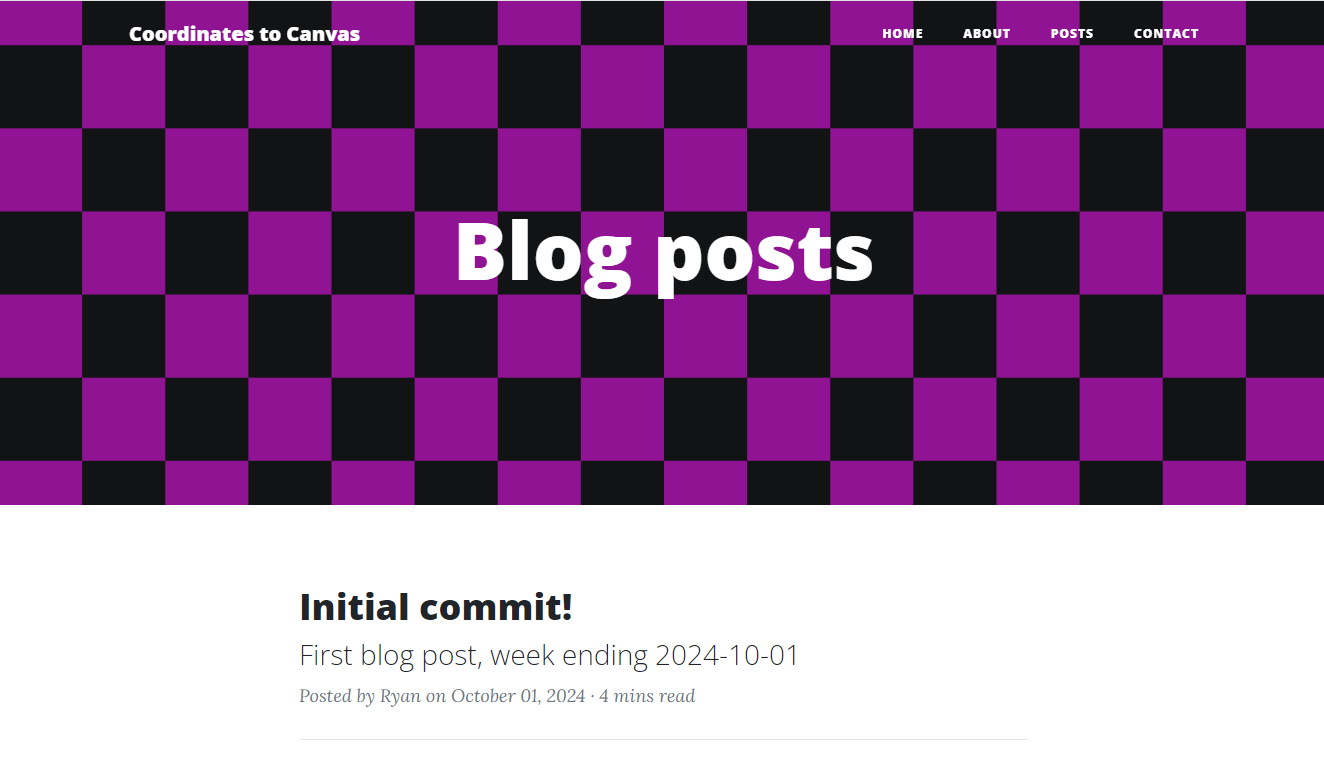 Coordinates to Canvas
HOME ABOUT POSTS CONTACT
Blog posts
Initial commit!
First blog post, week ending 2024-10-01
Posted by Ryan on October 01, 2024 · 4 mins read